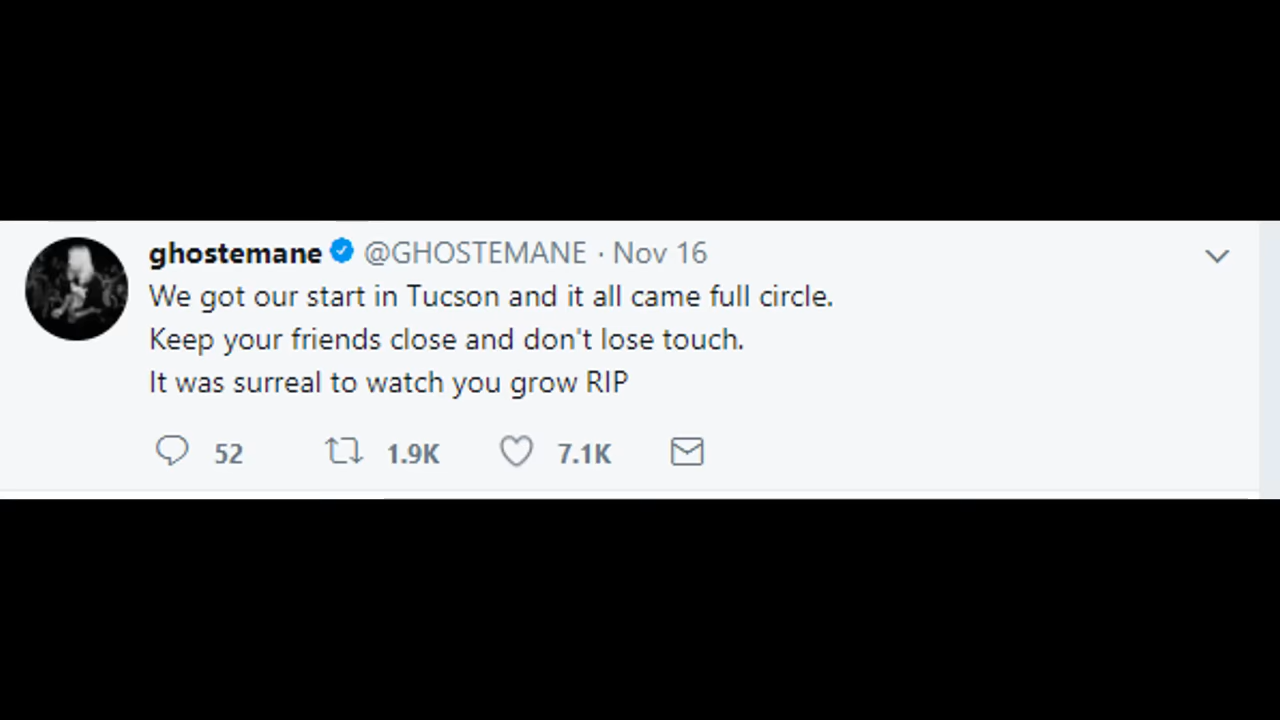 ghostemane @GHOSTEMANE · Nov 16
We got our start in Tucson and it all came full circle.
Keep your friends close and don't lose touch.
It was surreal to watch you grow RIP
52 1.9K 7.1K